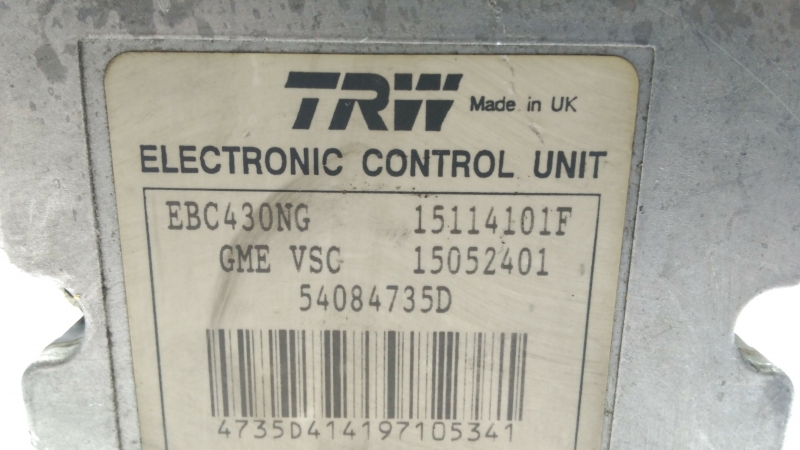 TRW Made in UK
ELECTRONIC CONTROL UNIT
EBC430NG 15114101F
GME VSC 15052401
54084735D
4735D414197105341